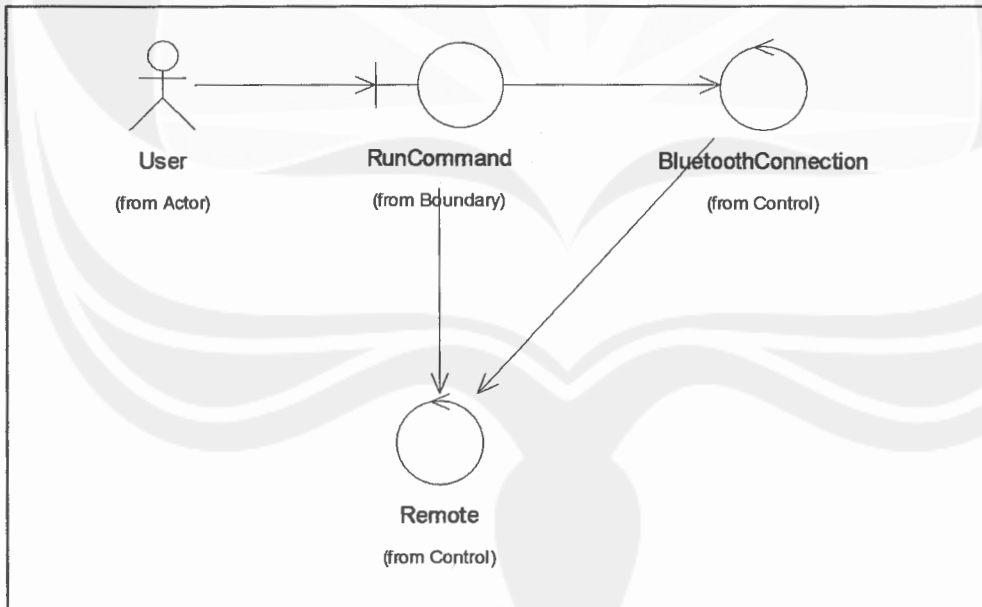 User
(from Actor)
RunCommand
(from Boundary)
BluetoothConnection
(from Control)
Remote
(from Control)